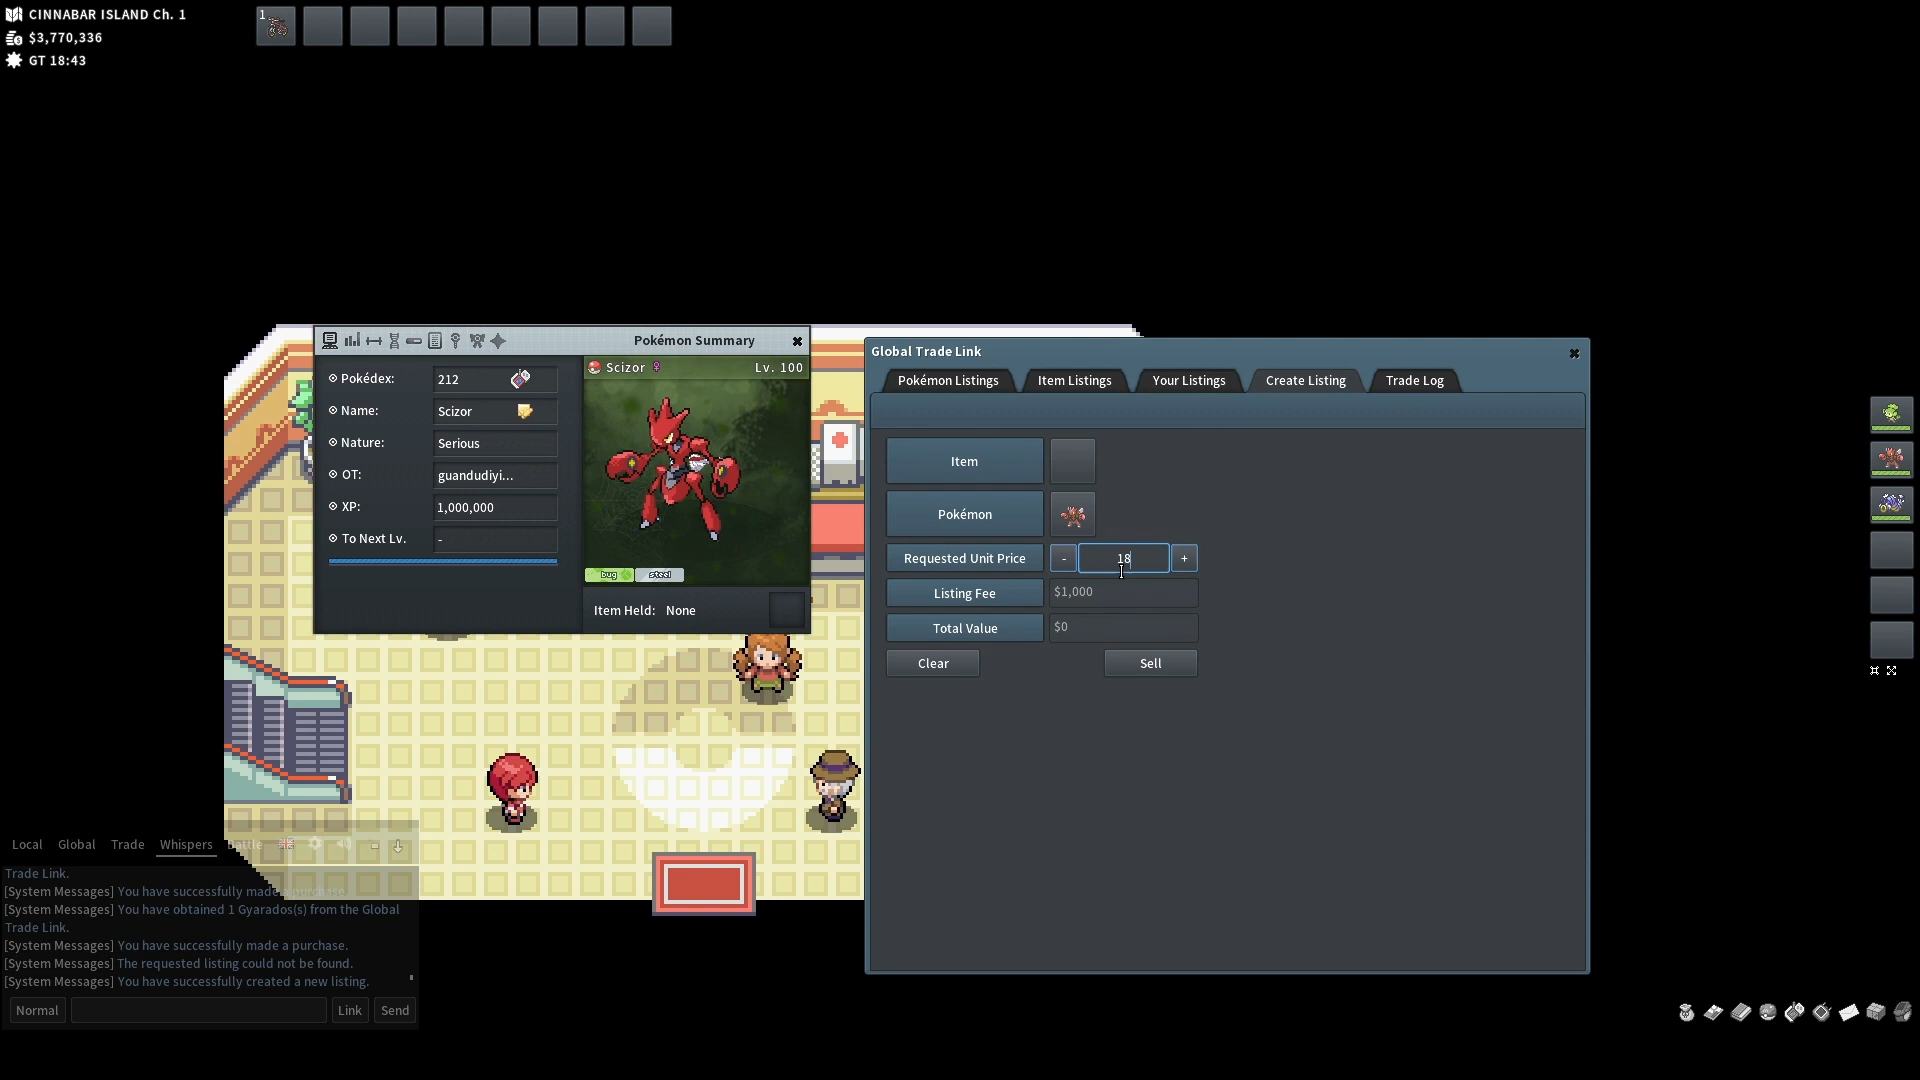 CINNABAR ISLAND Ch. 1
$3,770,336
GT 18:43
1
Pokémon Summary
Pokédex:
212
Name:
Scizor
Nature:
Serious
OT:
guandudiyi...
XP:
1,000,000
To Next Lv.
-
Scizor ♀
Lv. 100
bug
steel
Item Held: None
Global Trade Link
Pokémon Listings
Item Listings
Your Listings
Create Listing
Trade Log
Item
Pokémon
Requested Unit Price
-
18
+
Listing Fee
$1,000
Total Value
$0
Clear
Sell
Local
Global
Trade
Whispers
Battle
Trade Link.
[System Messages] You have successfully made a purchase.
[System Messages] You have obtained 1 Gyarados(s) from the Global
Trade Link.
[System Messages] You have successfully made a purchase.
[System Messages] The requested listing could not be found.
[System Messages] You have successfully created a new listing.
Normal
Link
Send